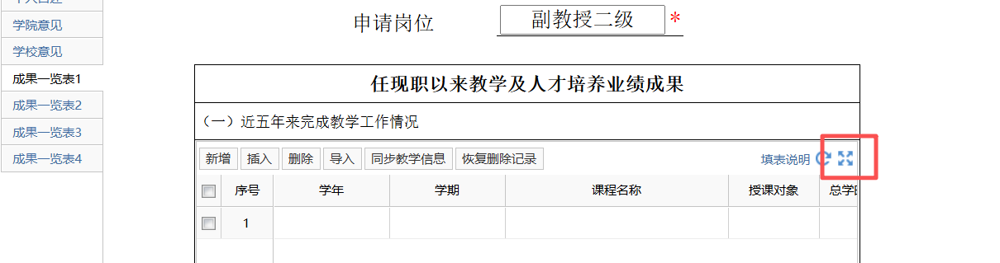 学院意见
学校意见
成果一览表1
成果一览表2
成果一览表3
成果一览表4
申请岗位 副教授二级 *
任现职以来教学及人才培养业绩成果
（一）近五年来完成教学工作情况
新增 插入 删除 导入 同步教学信息 恢复删除记录 填表说明
序号 学年 学期 课程名称 授课对象 总学
1